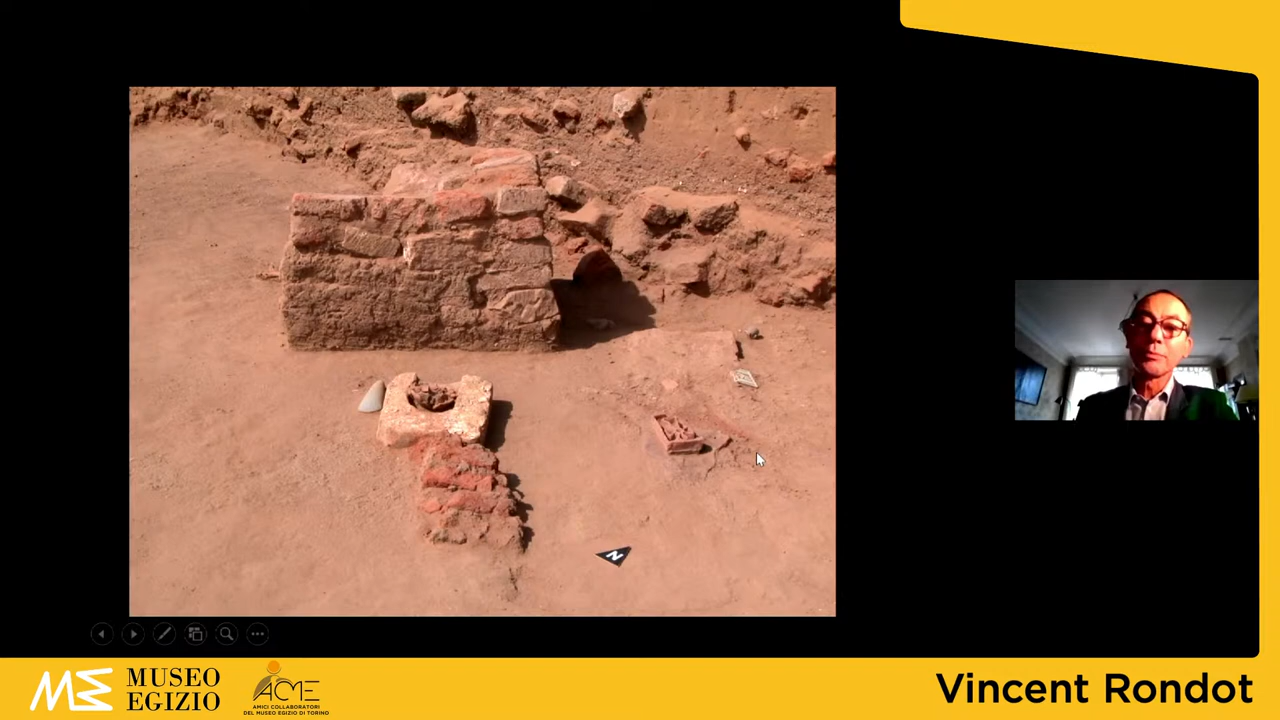 N
MUSEO
EGIZIO
ACME
AMICI COLLABORATORI
DEL MUSEO EGIZIO DI TORINO
Vincent Rondot